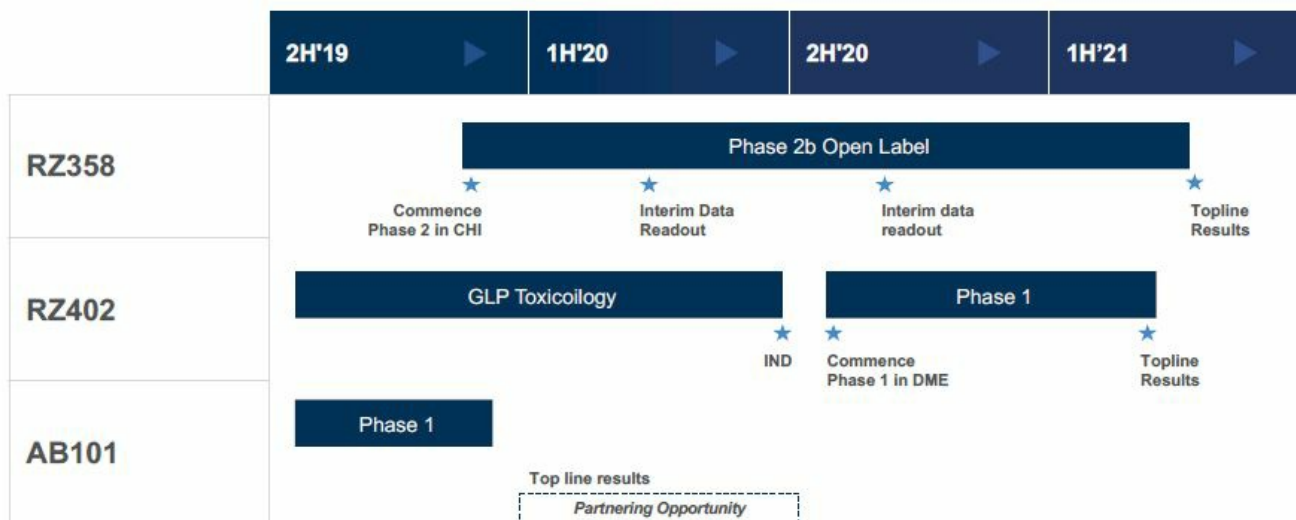 2H'19
1H'20
2H'20
1H’21
RZ358
Phase 2b Open Label
Commence
Phase 2 in CHI
Interim Data
Readout
Interim data
readout
Topline
Results
RZ402
GLP Toxicoilogy
Phase 1
IND
Commence
Phase 1 in DME
Topline
Results
AB101
Phase 1
Top line results
Partnering Opportunity